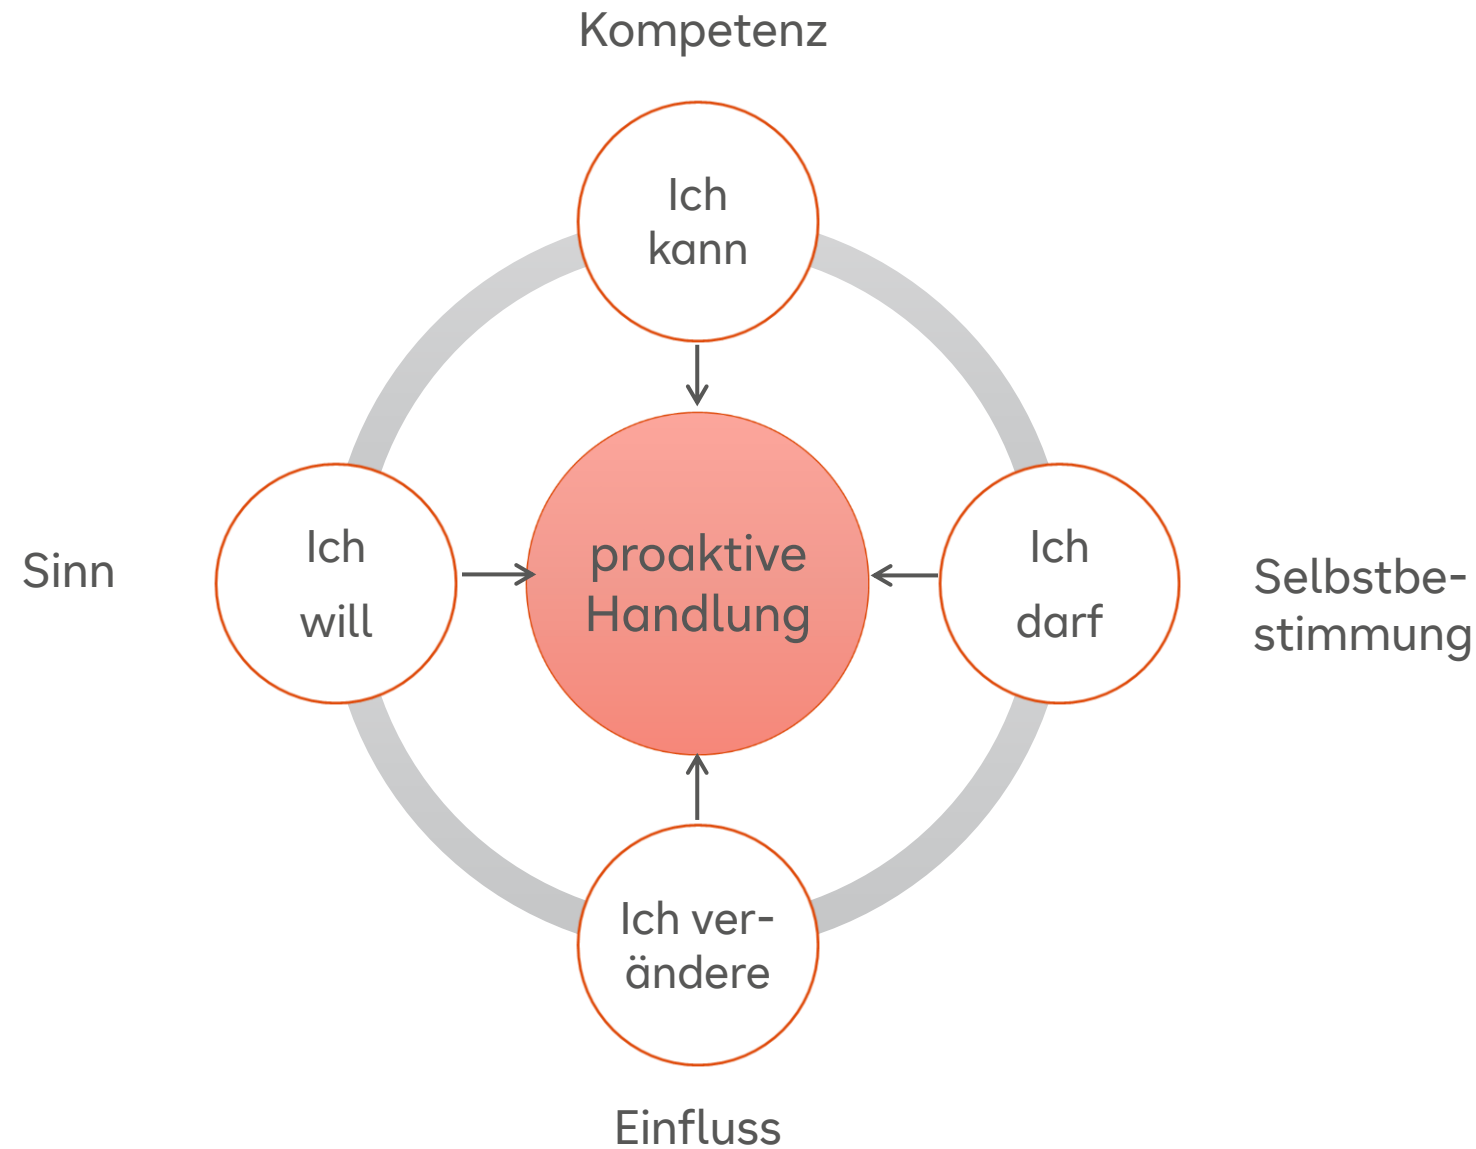 Kompetenz
Ich
kann
Sinn
Ich
will
proaktive
Handlung
Ich
darf
Selbstbe-
stimmung
Ich ver-
ändere
Einfluss